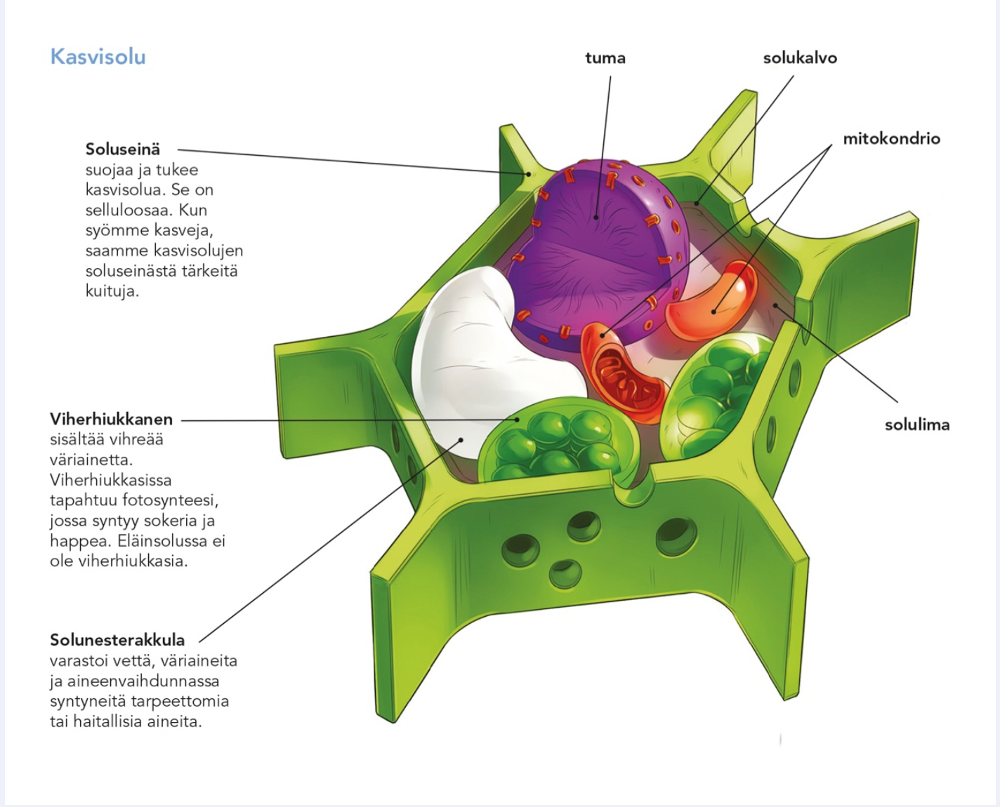 Kasvisolu
tuma
solukalvo
mitokondrio
Soluseinä
suojaa ja tukee
kasvisolua. Se on
selluloosaa. Kun
syömme kasveja,
saamme kasvisolujen
soluseinästä tärkeitä
kuituja.
Viherhiukkanen
sisältää vihreää
väriainetta.
Viherhiukkasissa
tapahtuu fotosynteesi,
jossa syntyy sokeria ja
happea. Eläinsolussa ei
ole viherhiukkasia.
solulima
Solunesterakkula
varastoi vettä, väriaineita
ja aineenvaihdunnassa
syntyneitä tarpeettomia
tai haitallisia aineita.